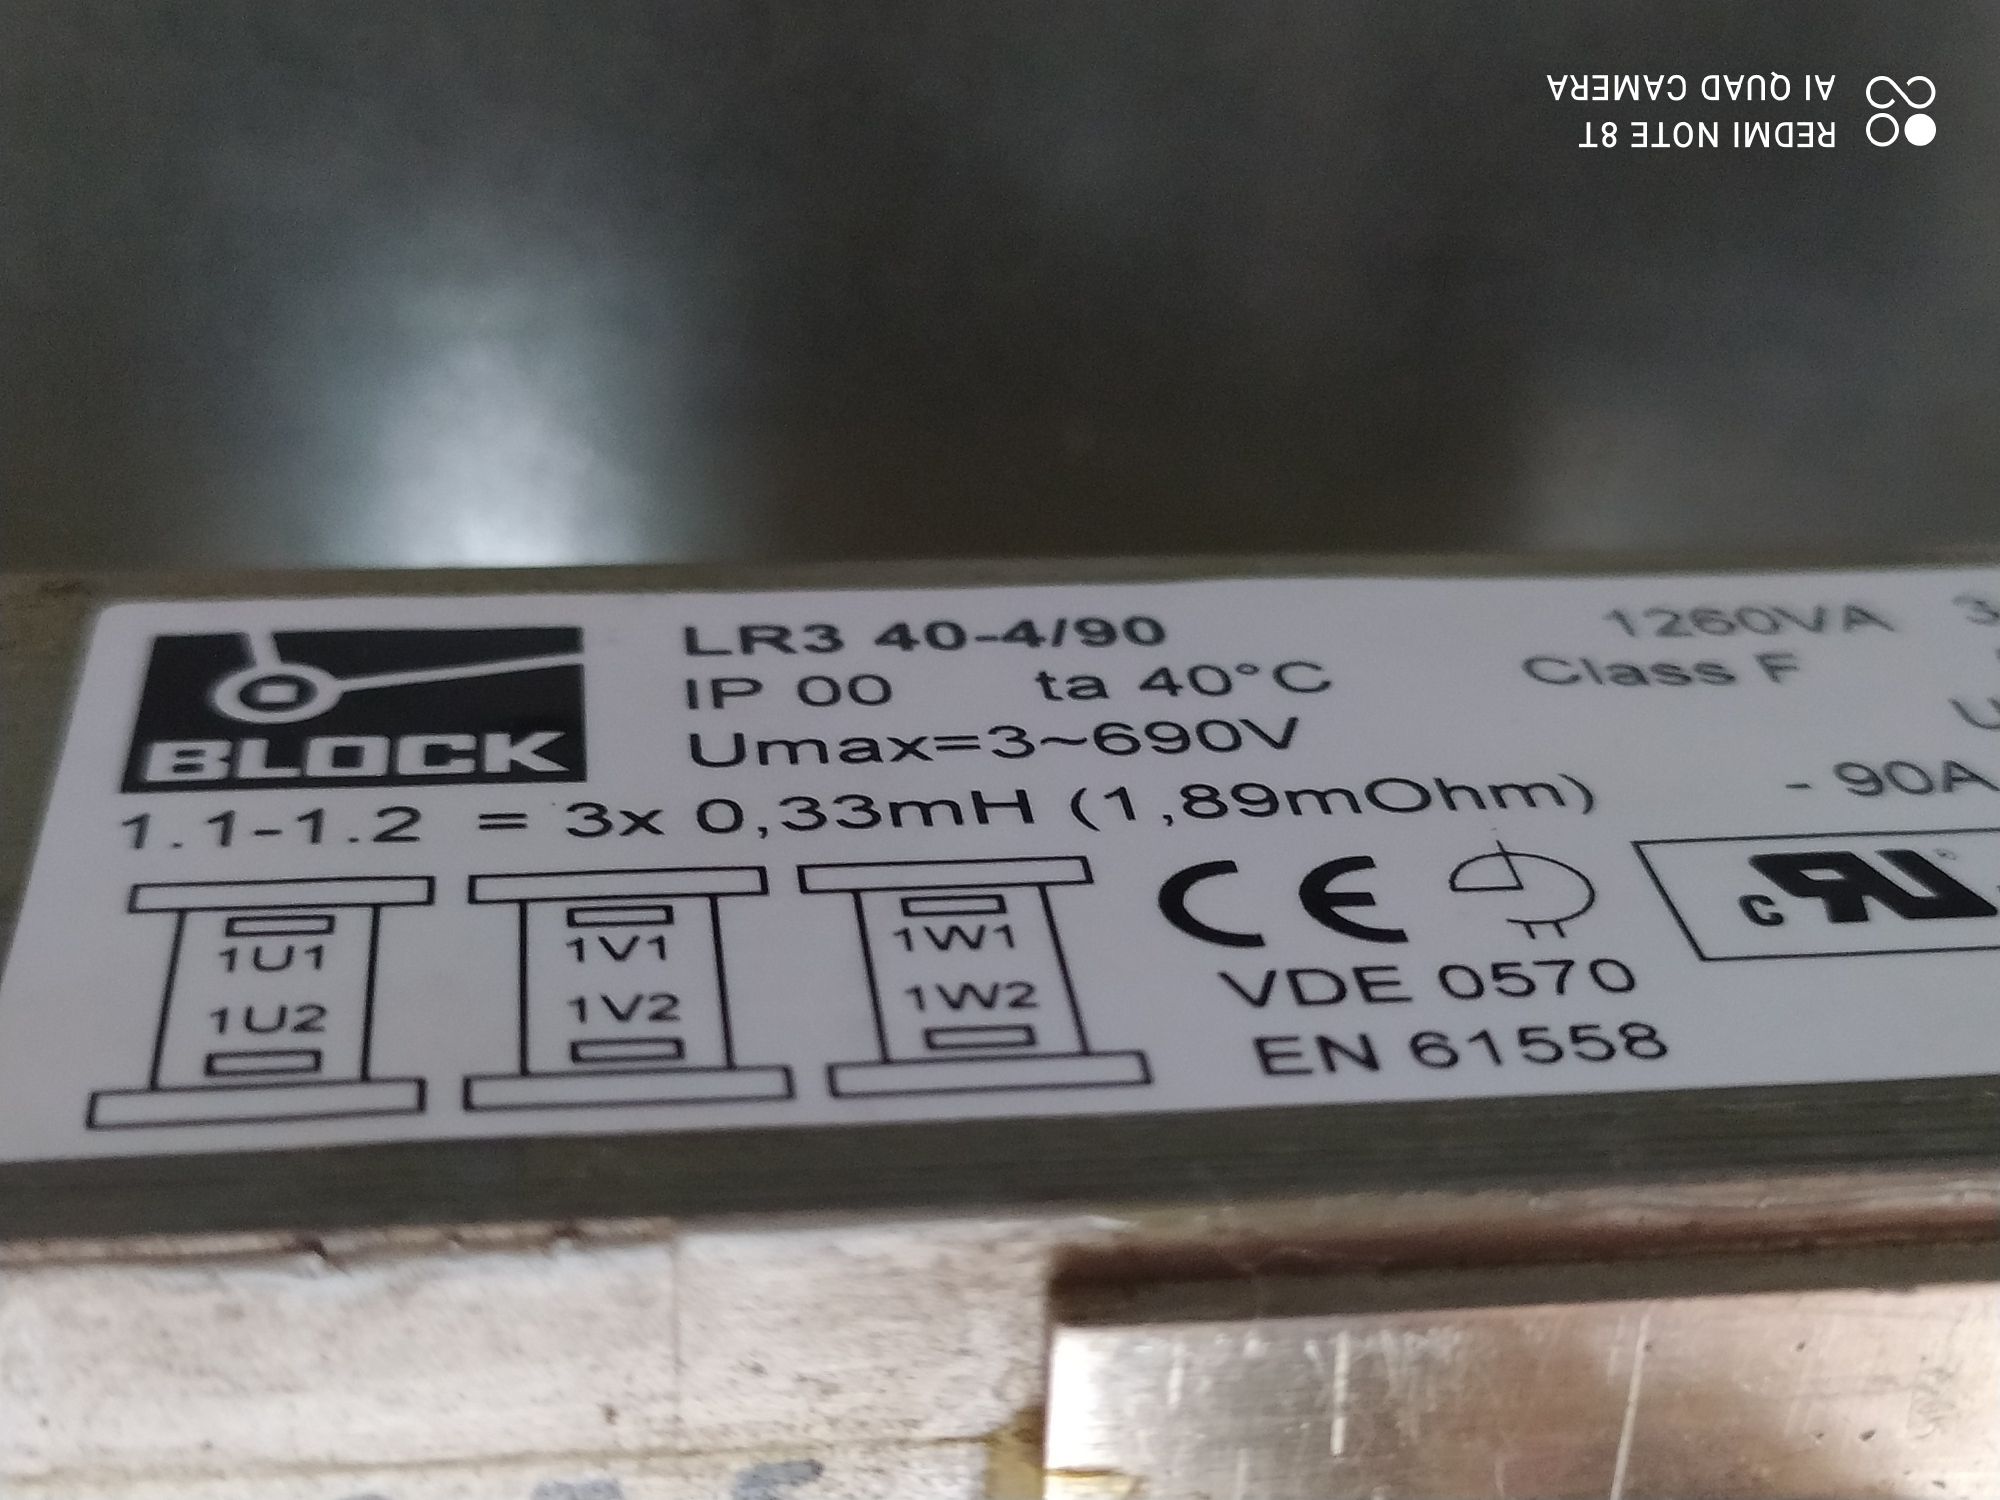 REDMI NOTE 8T
AI QUAD CAMERA
BLOCK
LR3 40-4/90 1260VA
IP 00 ta 40°C Class F
Umax=3~690V
1.1-1.2 = 3x 0,33mH (1,89mOhm) - 90A
1U1 1V1 1W1
1U2 1V2 1W2
CE
VDE 0570
EN 61558